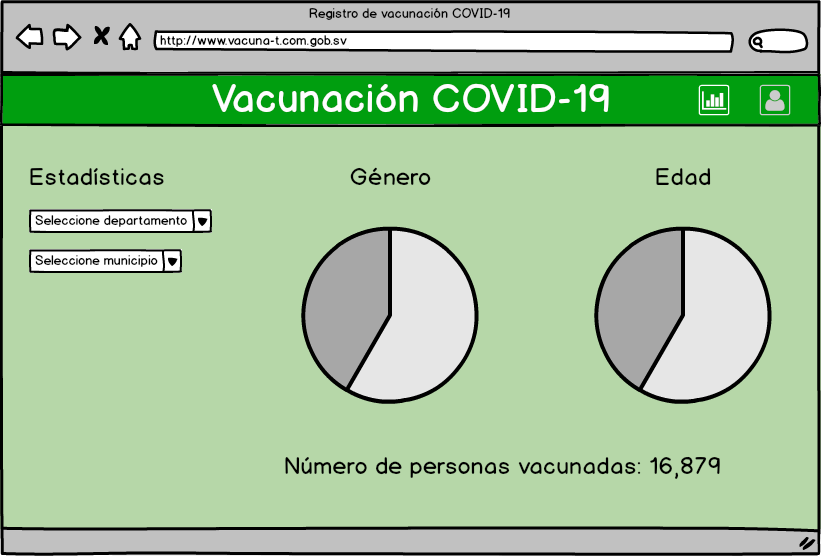 Registro de vacunación COVID-19
http://www.vacuna-t.com.gob.sv
Vacunación COVID-19
Estadísticas
Género
Edad
Seleccione departamento
Seleccione municipio
Número de personas vacunadas: 16,879